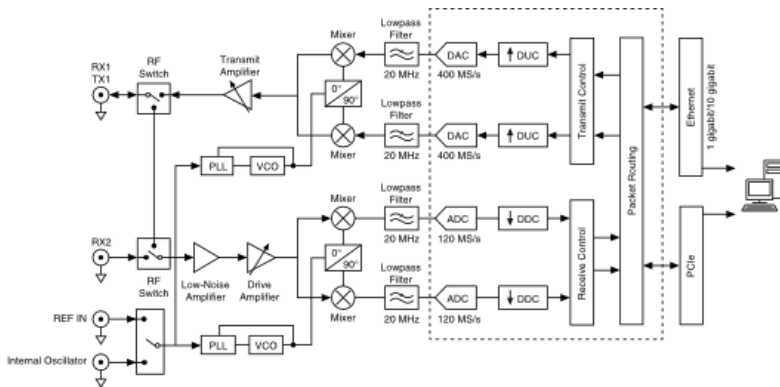 RX1
TX1
RF
Switch
Transmit
Amplifier
Mixer
Lowpass
Filter
20 MHz
DAC
400 MS/s
DUC
0°
90°
Mixer
Lowpass
Filter
20 MHz
DAC
400 MS/s
DUC
Transmit Control
Packet Routing
Ethernet
1 gigabit/10 gigabit
PLL
VCO
RX2
RF
Switch
Low-Noise
Amplifier
Drive
Amplifier
Mixer
Lowpass
Filter
20 MHz
ADC
120 MS/s
DDC
0°
90°
Mixer
Lowpass
Filter
20 MHz
ADC
120 MS/s
DDC
Receive Control
PCIe
REF IN
Internal Oscillator
PLL
VCO